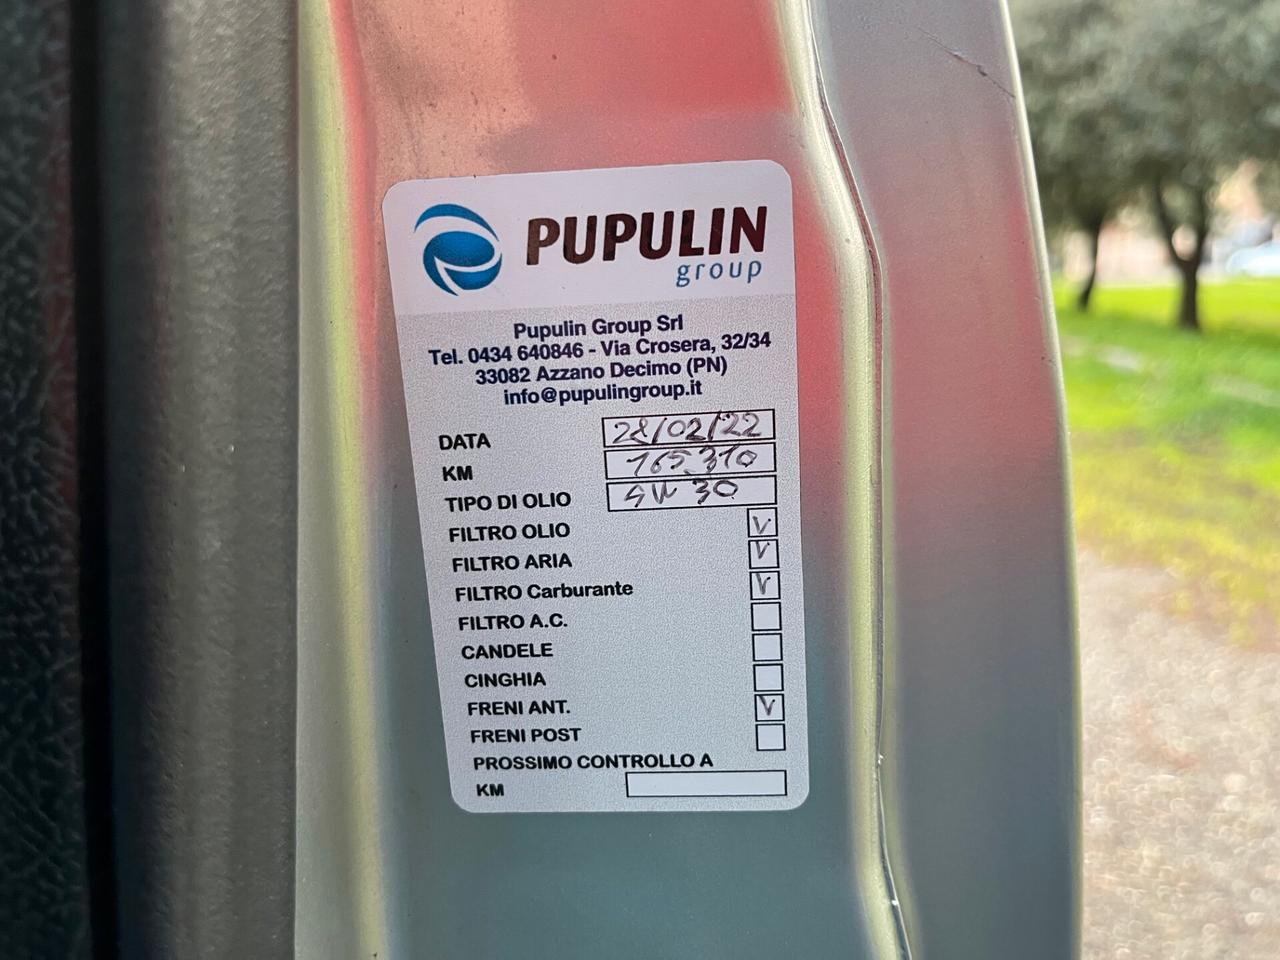 PUPULIN
group
Pupulin Group Srl
Tel. 0434 640846 - Via Crosera, 32/34
33082 Azzano Decimo (PN)
info@pupulingroup.it
DATA 28/02/22
KM 165.310
TIPO DI OLIO 5W 30
FILTRO OLIO V
FILTRO ARIA V
FILTRO Carburante V
FILTRO A.C.
CANDELE
CINGHIA
FRENI ANT. V
FRENI POST
PROSSIMO CONTROLLO A
KM